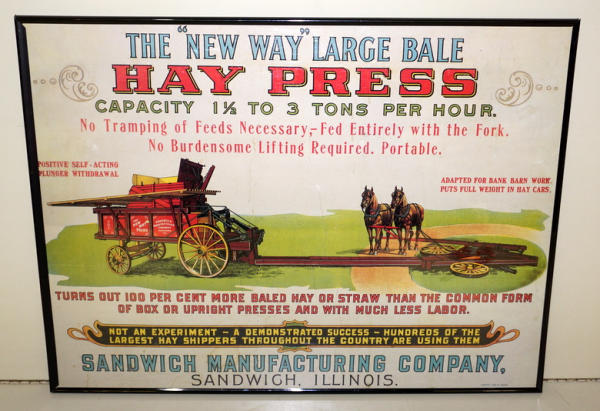 THE "NEW WAY" LARGE BALE
HAY PRESS
CAPACITY 1½ TO 3 TONS PER HOUR.
No Tramping of Feeds Necessary,-Fed Entirely with the Fork.
No Burdensome Lifting Required. Portable.
POSITIVE SELF-ACTING
PLUNGER WITHDRAWAL
ADAPTED FOR BANK BARN WORK.
PUTS FULL WEIGHT IN HAY CARS.
TURNS OUT 100 PER CENT MORE BALED HAY OR STRAW THAN THE COMMON FORM
OF BOX OR UPRIGHT PRESSES AND WITH MUCH LESS LABOR.
NOT AN EXPERIMENT - A DEMONSTRATED SUCCESS - HUNDREDS OF THE
LARGEST HAY SHIPPERS THROUGHOUT THE COUNTRY ARE USING THEM
SANDWICH MANUFACTURING COMPANY,
SANDWICH, ILLINOIS.